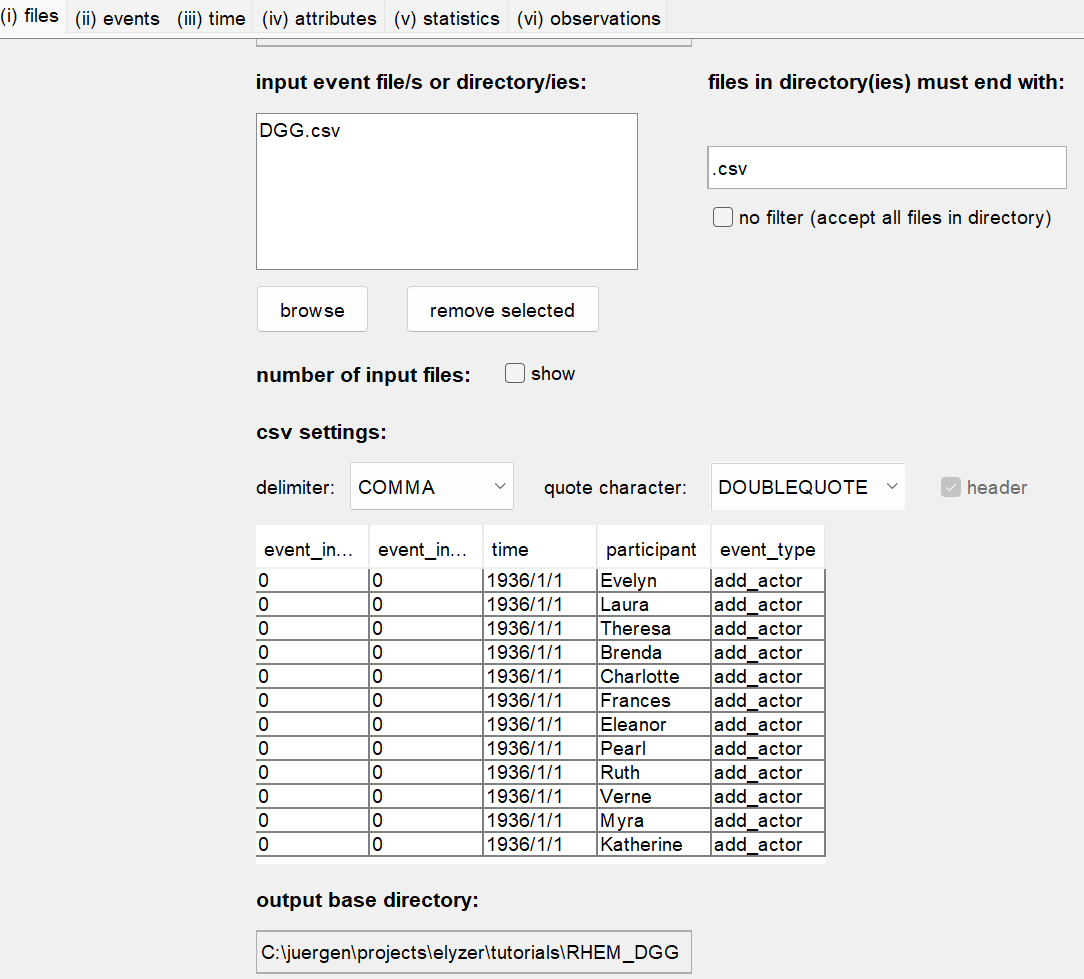 (i) files (ii) events (iii) time (iv) attributes (v) statistics (vi) observations
input event file/s or directory/ies: files in directory(ies) must end with:
DGG.csv
.csv
no filter (accept all files in directory)
browse remove selected
number of input files: show
csv settings:
delimiter: COMMA quote character: DOUBLEQUOTE header
event_in... event_in... time participant event_type
0 0 1936/1/1 Evelyn add_actor
0 0 1936/1/1 Laura add_actor
0 0 1936/1/1 Theresa add_actor
0 0 1936/1/1 Brenda add_actor
0 0 1936/1/1 Charlotte add_actor
0 0 1936/1/1 Frances add_actor
0 0 1936/1/1 Eleanor add_actor
0 0 1936/1/1 Pearl add_actor
0 0 1936/1/1 Ruth add_actor
0 0 1936/1/1 Verne add_actor
0 0 1936/1/1 Myra add_actor
0 0 1936/1/1 Katherine add_actor
output base directory:
C:\juergen\projects\elyzer\tutorials\RHEM_DGG